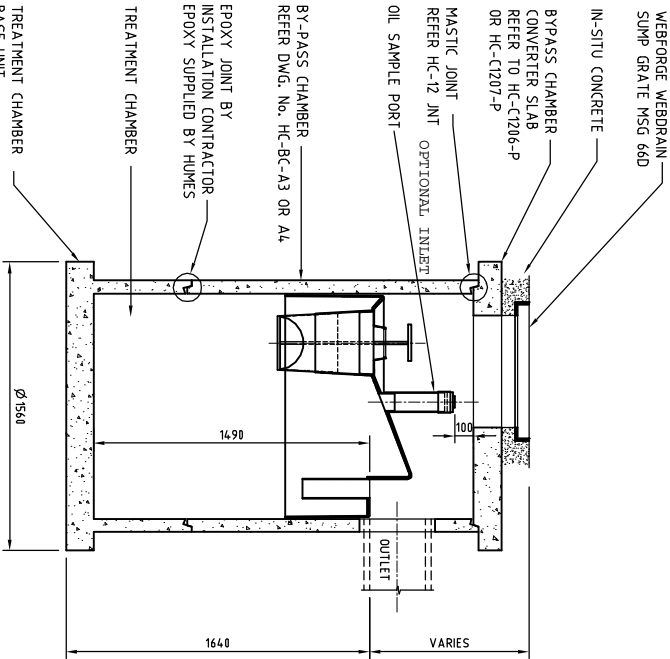 WEBFORGE WEBDRAIN
SUMP GRATE MSG 66D
IN-SITU CONCRETE
BYPASS CHAMBER
CONVERTER SLAB
REFER TO HC-C1206-P
OR HC-C1207-P
MASTIC JOINT
REFER HC-12 JNT
OPTIONAL INLET
OIL SAMPLE PORT
BY-PASS CHAMBER
REFER DWG. No. HC-BC-A3 OR A4
EPOXY JOINT BY
INSTALLATION CONTRACTOR
EPOXY SUPPLIED BY HUMES
TREATMENT CHAMBER
TREATMENT CHAMBER
BASE UNIT
100
1490
OUTLET
Ø1560
1640
VARIES